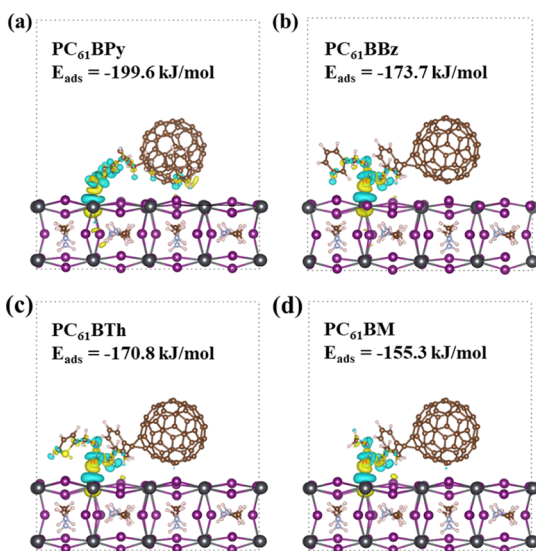 (a)
PC₆₁BPy
Eₐds = -199.6 kJ/mol
(b)
PC₆₁BBz
Eₐds = -173.7 kJ/mol
(c)
PC₆₁BTh
Eₐds = -170.8 kJ/mol
(d)
PC₆₁BM
Eₐds = -155.3 kJ/mol